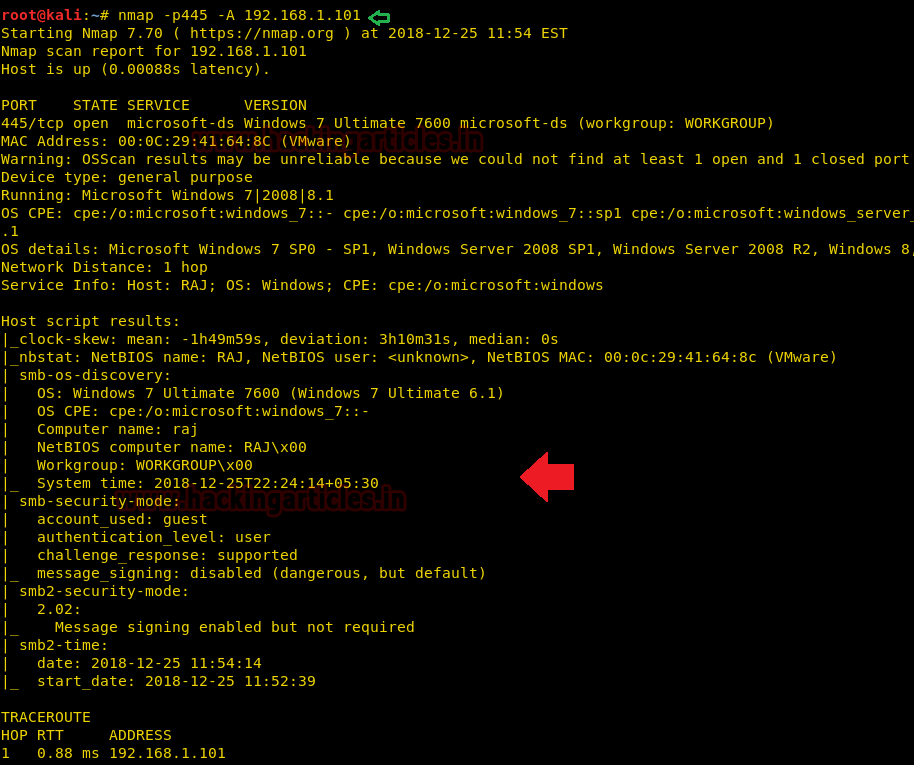 root@kali:~# nmap -p445 -A 192.168.1.101
Starting Nmap 7.70 ( https://nmap.org ) at 2018-12-25 11:54 EST
Nmap scan report for 192.168.1.101
Host is up (0.00088s latency).

PORT    STATE SERVICE      VERSION
445/tcp open  microsoft-ds Windows 7 Ultimate 7600 microsoft-ds (workgroup: WORKGROUP)
www.hackingarticles.in
MAC Address: 00:0C:29:41:64:8C (VMware)
Warning: OSScan results may be unreliable because we could not find at least 1 open and 1 closed port
Device type: general purpose
Running: Microsoft Windows 7|2008|8.1
OS CPE: cpe:/o:microsoft:windows_7::- cpe:/o:microsoft:windows_7::sp1 cpe:/o:microsoft:windows_server_
.1
OS details: Microsoft Windows 7 SP0 - SP1, Windows Server 2008 SP1, Windows Server 2008 R2, Windows 8,
Network Distance: 1 hop
Service Info: Host: RAJ; OS: Windows; CPE: cpe:/o:microsoft:windows

Host script results:
|_clock-skew: mean: -1h49m59s, deviation: 3h10m31s, median: 0s
|_nbstat: NetBIOS name: RAJ, NetBIOS user: <unknown>, NetBIOS MAC: 00:0c:29:41:64:8c (VMware)
| smb-os-discovery:
|   OS: Windows 7 Ultimate 7600 (Windows 7 Ultimate 6.1)
|   OS CPE: cpe:/o:microsoft:windows_7::-
|   Computer name: raj
|   NetBIOS computer name: RAJ\x00
|   Workgroup: WORKGROUP\x00
|_  System time: 2018-12-25T22:24:14+05:30
www.hackingarticles.in
| smb-security-mode:
|   account_used: guest
|   authentication_level: user
|   challenge_response: supported
|_  message_signing: disabled (dangerous, but default)
| smb2-security-mode:
|   2.02:
|_    Message signing enabled but not required
| smb2-time:
|   date: 2018-12-25 11:54:14
|_  start_date: 2018-12-25 11:52:39

TRACEROUTE
HOP RTT     ADDRESS
1   0.88 ms 192.168.1.101